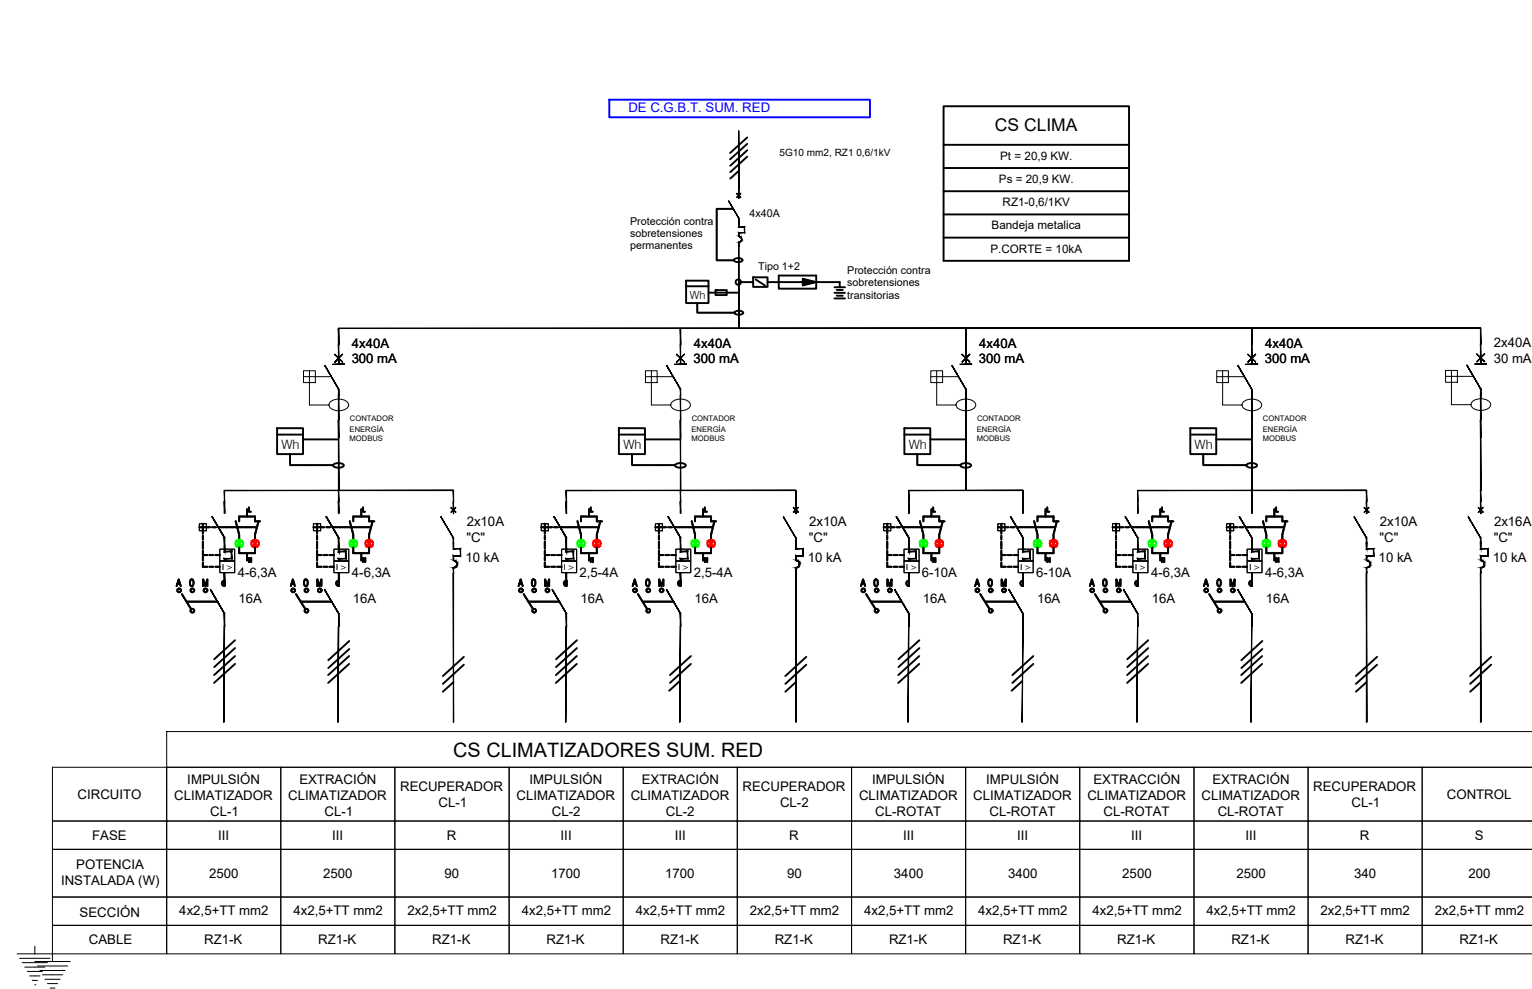 DE C.G.B.T. SUM. RED
CS CLIMA
Pt = 20,9 KW.
Ps = 20,9 KW.
RZ1-0,6/1KV
Bandeja metalica
P.CORTE = 10kA
5G10 mm2, RZ1 0,6/1kV
4x40A
Protección contra
sobretensiones
permanentes
Tipo 1+2
Protección contra
sobretensiones
transitorias
Wh
4x40A
300 mA
4x40A
300 mA
4x40A
300 mA
4x40A
300 mA
2x40A
30 mA
CONTADOR
ENERGÍA
MODBUS
CONTADOR
ENERGÍA
MODBUS
CONTADOR
ENERGÍA
MODBUS
CONTADOR
ENERGÍA
MODBUS
Wh
Wh
Wh
Wh
I >
4-6,3A
A O M
16A
I >
4-6,3A
A O M
16A
2x10A
"C"
10 kA
I >
2,5-4A
A O M
16A
I >
2,5-4A
A O M
16A
2x10A
"C"
10 kA
I >
6-10A
A O M
16A
I >
6-10A
A O M
16A
I >
4-6,3A
A O M
16A
I >
4-6,3A
A O M
16A
2x10A
"C"
10 kA
2x16A
"C"
10 kA
CS CLIMATIZADORES SUM. RED
CIRCUITO
IMPULSIÓN
CLIMATIZADOR
CL-1
EXTRACIÓN
CLIMATIZADOR
CL-1
RECUPERADOR
CL-1
IMPULSIÓN
CLIMATIZADOR
CL-2
EXTRACIÓN
CLIMATIZADOR
CL-2
RECUPERADOR
CL-2
IMPULSIÓN
CLIMATIZADOR
CL-ROTAT
IMPULSIÓN
CLIMATIZADOR
CL-ROTAT
EXTRACCIÓN
CLIMATIZADOR
CL-ROTAT
EXTRACIÓN
CLIMATIZADOR
CL-ROTAT
RECUPERADOR
CL-1
CONTROL
FASE III III R III III R III III III III R S
POTENCIA
INSTALADA (W)
2500 2500 90 1700 1700 90 3400 3400 2500 2500 340 200
SECCIÓN 4x2,5+TT mm2 4x2,5+TT mm2 2x2,5+TT mm2 4x2,5+TT mm2 4x2,5+TT mm2 2x2,5+TT mm2 4x2,5+TT mm2 4x2,5+TT mm2 4x2,5+TT mm2 4x2,5+TT mm2 2x2,5+TT mm2 2x2,5+TT mm2
CABLE RZ1-K RZ1-K RZ1-K RZ1-K RZ1-K RZ1-K RZ1-K RZ1-K RZ1-K RZ1-K RZ1-K RZ1-K